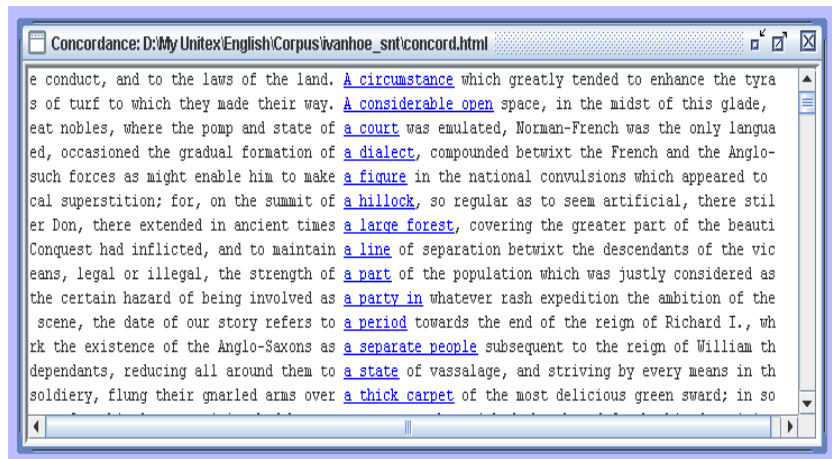 Concordance: D:\My Unitex\English\Corpus\ivanhoe_snt\concord.html
e conduct, and to the laws of the land. A circumstance which greatly tended to enhance the tyra
s of turf to which they made their way. A considerable open space, in the midst of this glade,
eat nobles, where the pomp and state of a court was emulated, Norman-French was the only langua
ed, occasioned the gradual formation of a dialect, compounded betwixt the French and the Anglo-
such forces as might enable him to make a figure in the national convulsions which appeared to
cal superstition; for, on the summit of a hillock, so regular as to seem artificial, there stil
er Don, there extended in ancient times a large forest, covering the greater part of the beauti
Conquest had inflicted, and to maintain a line of separation betwixt the descendants of the vic
eans, legal or illegal, the strength of a part of the population which was justly considered as
the certain hazard of being involved as a party in whatever rash expedition the ambition of the
scene, the date of our story refers to a period towards the end of the reign of Richard I., wh
rk the existence of the Anglo-Saxons as a separate people subsequent to the reign of William th
dependants, reducing all around them to a state of vassalage, and striving by every means in th
soldiery, flung their gnarled arms over a thick carpet of the most delicious green sward; in so